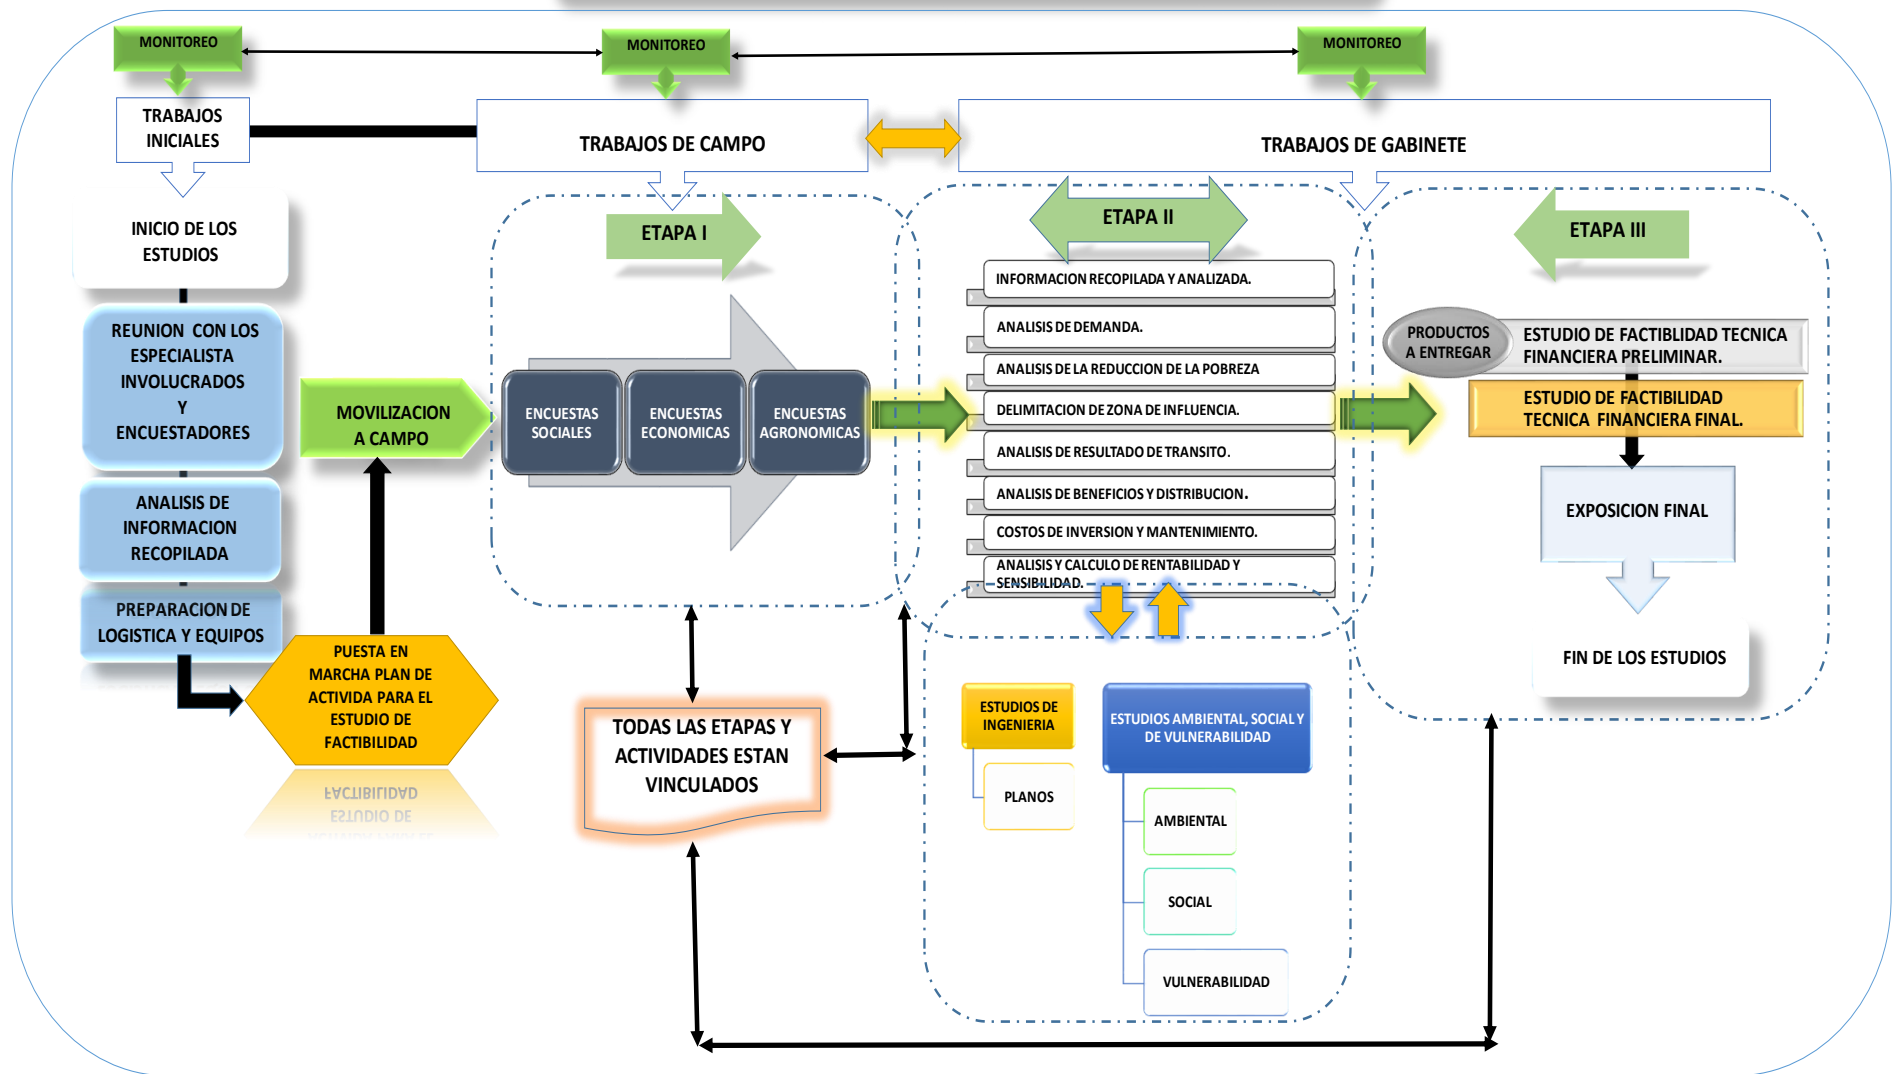 MONITOREO
MONITOREO
MONITOREO
TRABAJOS
INICIALES
TRABAJOS DE CAMPO
TRABAJOS DE GABINETE
INICIO DE LOS
ESTUDIOS
REUNION CON LOS
ESPECIALISTA
INVOLUCRADOS
Y
ENCUESTADORES
ANALISIS DE
INFORMACION
RECOPILADA
PREPARACION DE
LOGISTICA Y EQUIPOS
PUESTA EN
MARCHA PLAN DE
ACTIVIDA PARA EL
ESTUDIO DE
FACTIBILIDAD
MOVILIZACION
A CAMPO
ETAPA I
ENCUESTAS
SOCIALES
ENCUESTAS
ECONOMICAS
ENCUESTAS
AGRONOMICAS
ETAPA II
INFORMACION RECOPILADA Y ANALIZADA.
ANALISIS DE DEMANDA.
ANALISIS DE LA REDUCCION DE LA POBREZA
DELIMITACION DE ZONA DE INFLUENCIA.
ANALISIS DE RESULTADO DE TRANSITO.
ANALISIS DE BENEFICIOS Y DISTRIBUCION.
COSTOS DE INVERSION Y MANTENIMIENTO.
ANALISIS Y CALCULO DE RENTABILIDAD Y
SENSIBILIDAD.
ETAPA III
PRODUCTOS
A ENTREGAR
ESTUDIO DE FACTIBLIDAD TECNICA
FINANCIERA PRELIMINAR.
ESTUDIO DE FACTIBILIDAD
TECNICA FINANCIERA FINAL.
EXPOSICION FINAL
FIN DE LOS ESTUDIOS
TODAS LAS ETAPAS Y
ACTIVIDADES ESTAN
VINCULADOS
ESTUDIOS DE
INGENIERIA
PLANOS
ESTUDIOS AMBIENTAL, SOCIAL Y
DE VULNERABILIDAD
AMBIENTAL
SOCIAL
VULNERABILIDAD